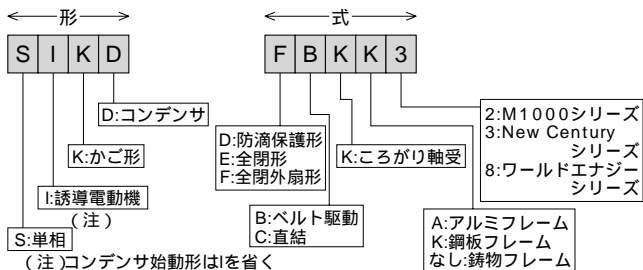 形
式
S I K D
F B K K 3
D:コンデンサ
K:かご形
I:誘導電動機
(注)
S:単相
(注)コンデンサ始動形はIを省く
D:防滴保護形
E:全閉形
F:全閉外扇形
B:ベルト駆動
C:直結
K:ころがり軸受
A:アルミフレーム
K:鋼板フレーム
なし:鋳物フレーム
2:M1000シリーズ
3:New Century
シリーズ
8:ワールドエナジー
シリーズ